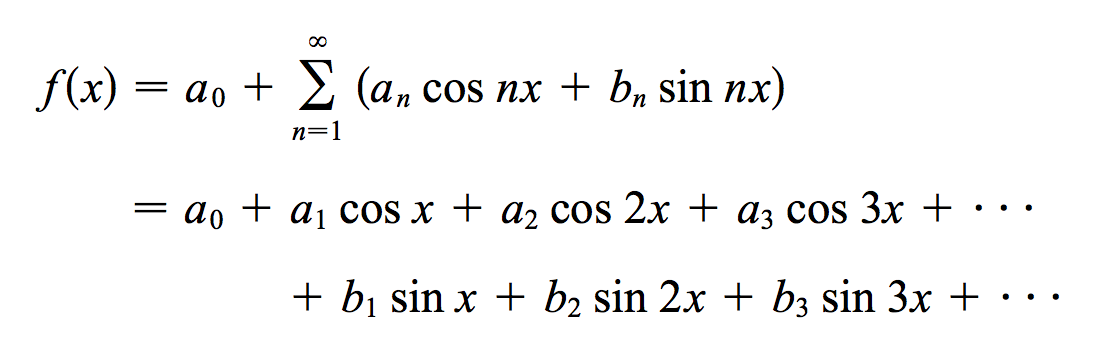 f(x) = a₀ + ∑_{n=1}^{∞} (aₙ cos nx + bₙ sin nx)
= a₀ + a₁ cos x + a₂ cos 2x + a₃ cos 3x + · · ·
+ b₁ sin x + b₂ sin 2x + b₃ sin 3x + · · ·